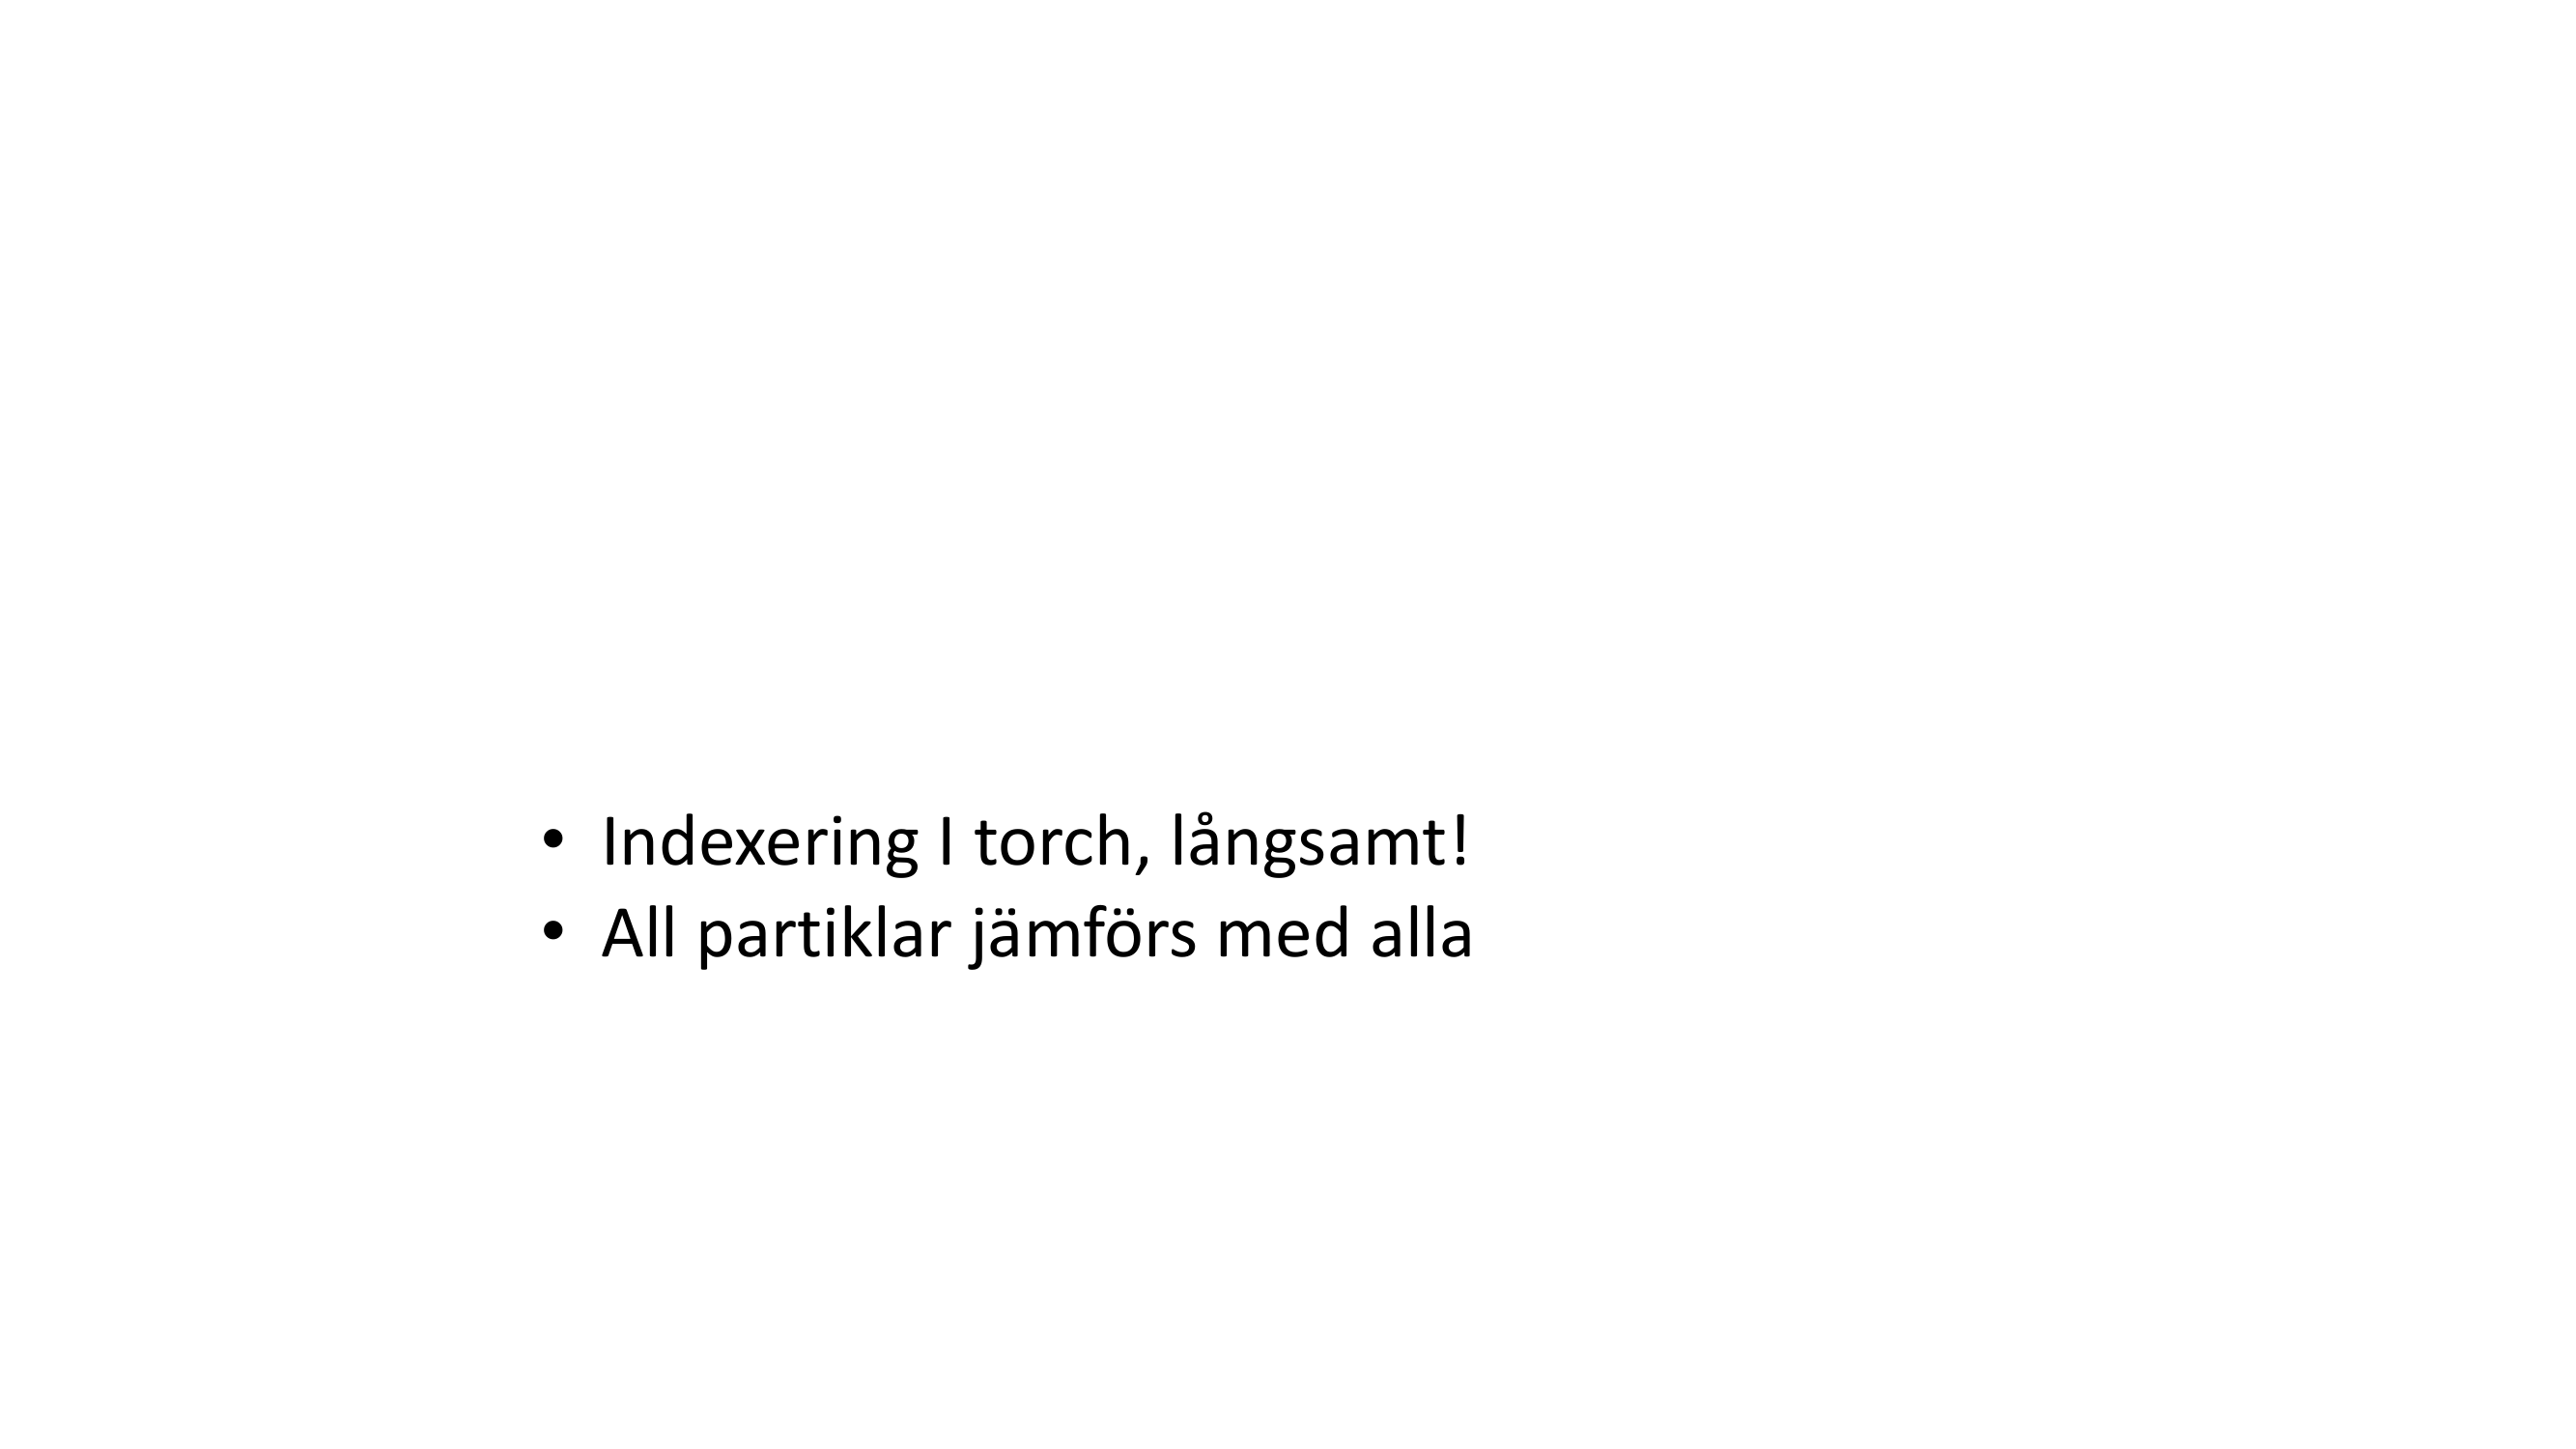 • Indexering I torch, långsamt!
• All partiklar jämförs med alla